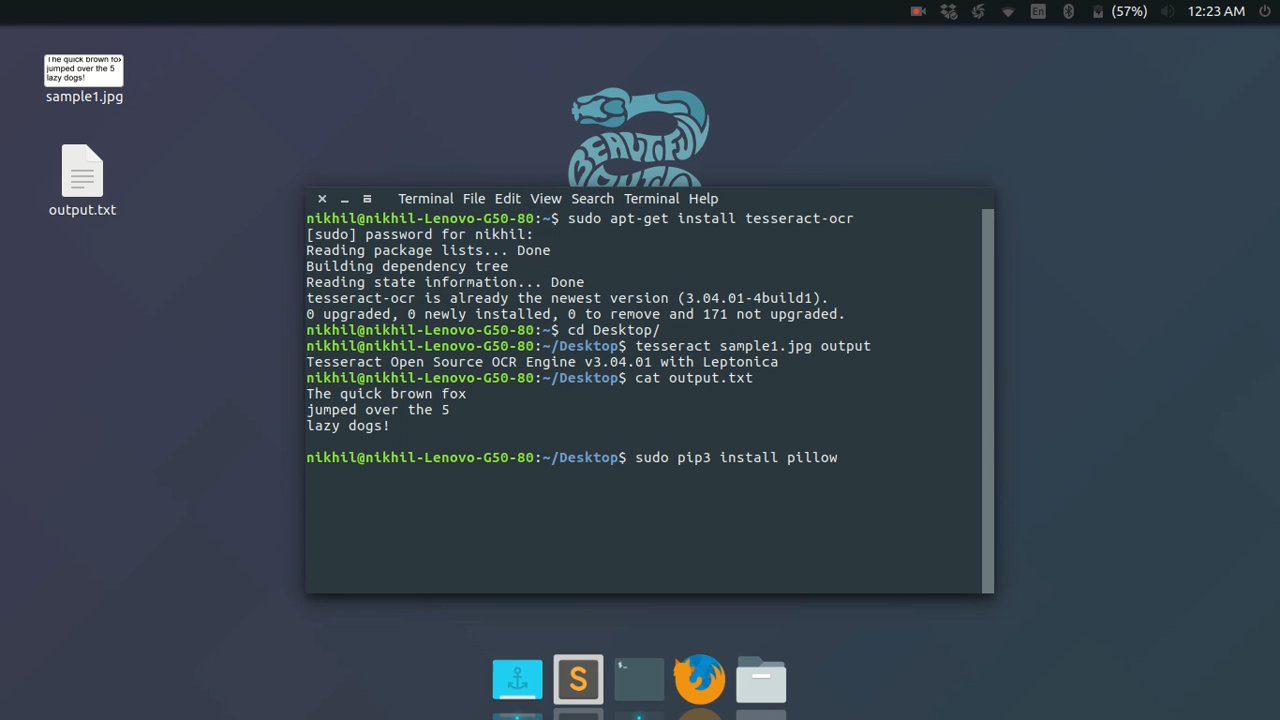 En
(57%)
12:23 AM
The quick brown fox
jumped over the 5
lazy dogs!
sample1.jpg
output.txt
BEAUTIFUL
Terminal File Edit View Search Terminal Help
nikhil@nikhil-Lenovo-G50-80:~$ sudo apt-get install tesseract-ocr
[sudo] password for nikhil:
Reading package lists... Done
Building dependency tree
Reading state information... Done
tesseract-ocr is already the newest version (3.04.01-4build1).
0 upgraded, 0 newly installed, 0 to remove and 171 not upgraded.
nikhil@nikhil-Lenovo-G50-80:~$ cd Desktop/
nikhil@nikhil-Lenovo-G50-80:~/Desktop$ tesseract sample1.jpg output
Tesseract Open Source OCR Engine v3.04.01 with Leptonica
nikhil@nikhil-Lenovo-G50-80:~/Desktop$ cat output.txt
The quick brown fox
jumped over the 5
lazy dogs!
nikhil@nikhil-Lenovo-G50-80:~/Desktop$ sudo pip3 install pillow
S
$_